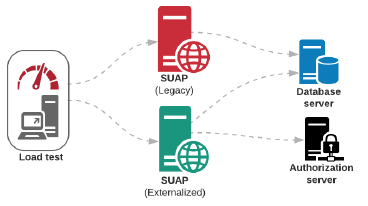 SUAP
(Legacy)
Database
server
Load test
SUAP
(Externalized)
Authorization
server